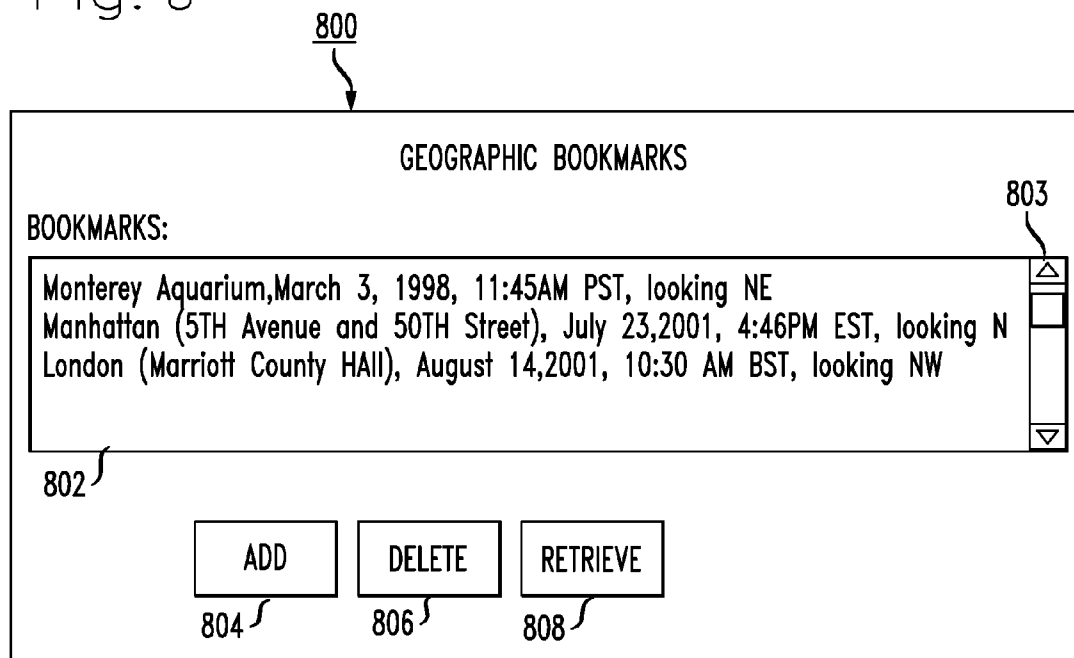 Fig. 8
800
GEOGRAPHIC BOOKMARKS
803
BOOKMARKS:
Monterey Aquarium,March 3, 1998, 11:45AM PST, looking NE
Manhattan (5TH Avenue and 50TH Street), July 23,2001, 4:46PM EST, looking N
London (Marriott County HAll), August 14,2001, 10:30 AM BST, looking NW
802
ADD DELETE RETRIEVE
804 806 808